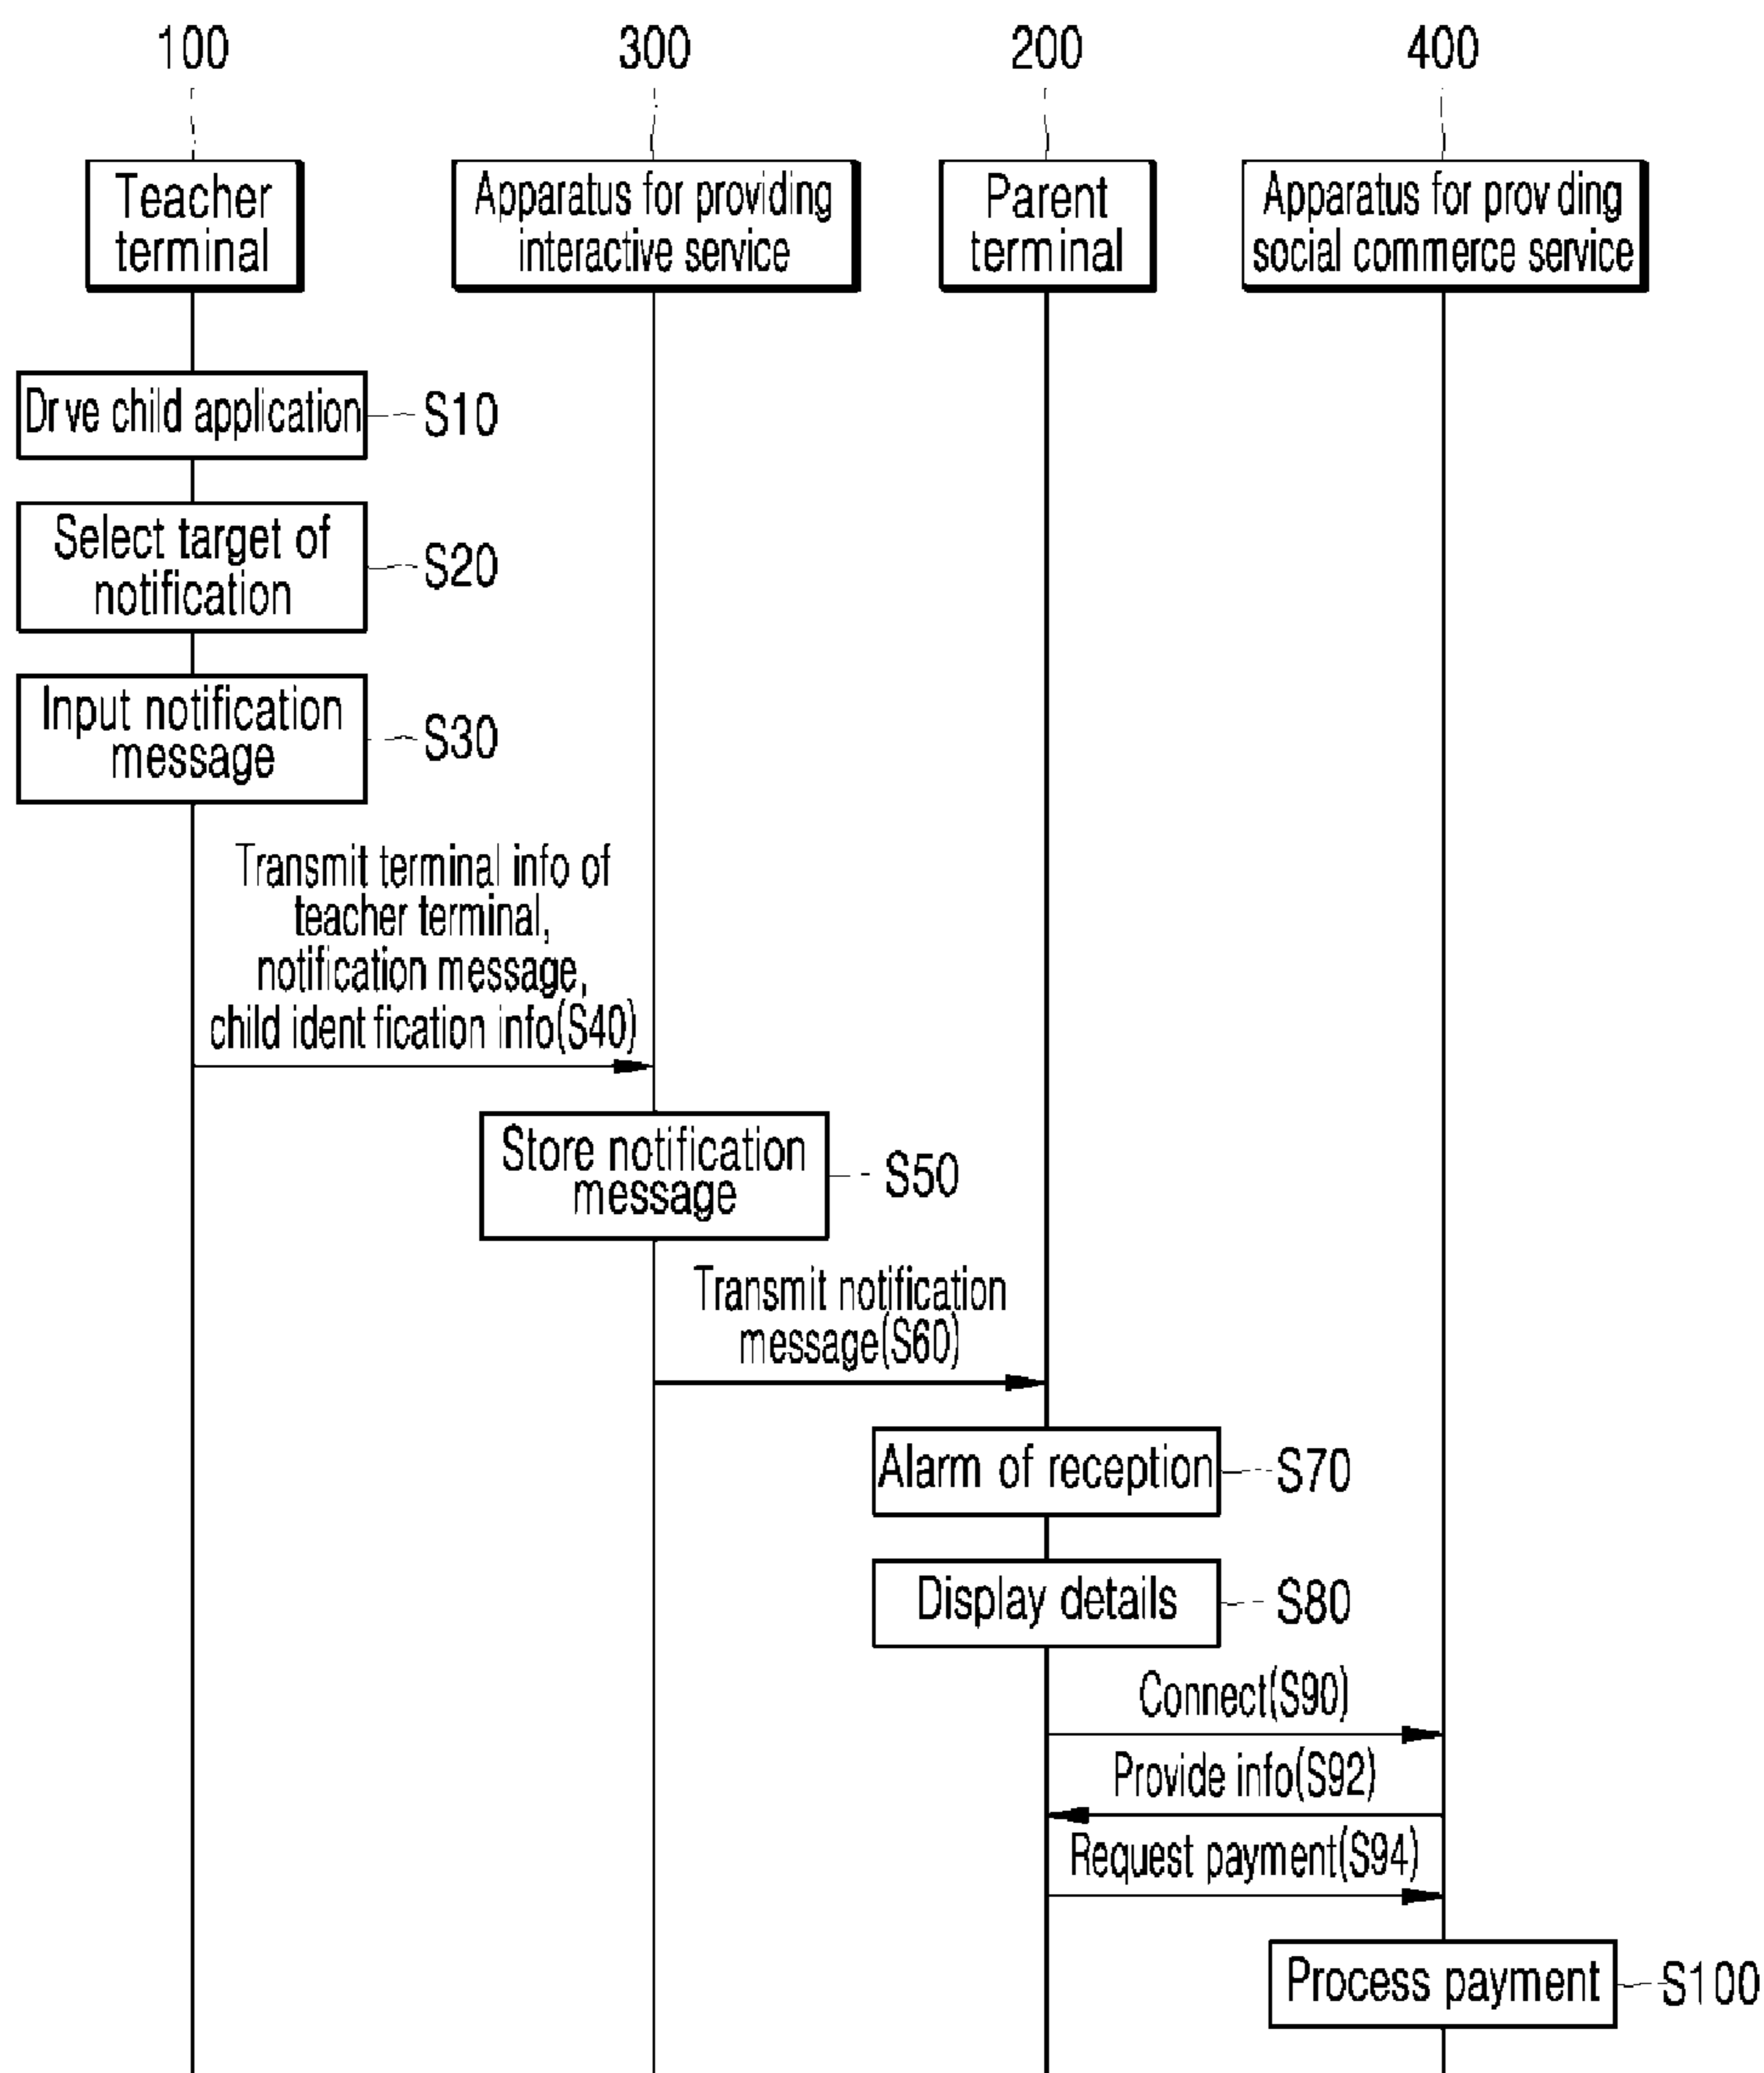 100
300
200
400
Teacher
terminal
Apparatus for providing
interactive service
Parent
terminal
Apparatus for prov ding
social commerce service
Dr ve child application
S10
Select target of
notification
S20
Input notification
message
S30
Transmit terminal info of
teacher terminal,
notification message,
child ident fication info(S40)
Store notification
message
S50
Transmit notification
message(S60)
Alarm of reception
S70
Display details
S80
Connect(S90)
Provide info(S92)
Request payment(S94)
Process payment
S100